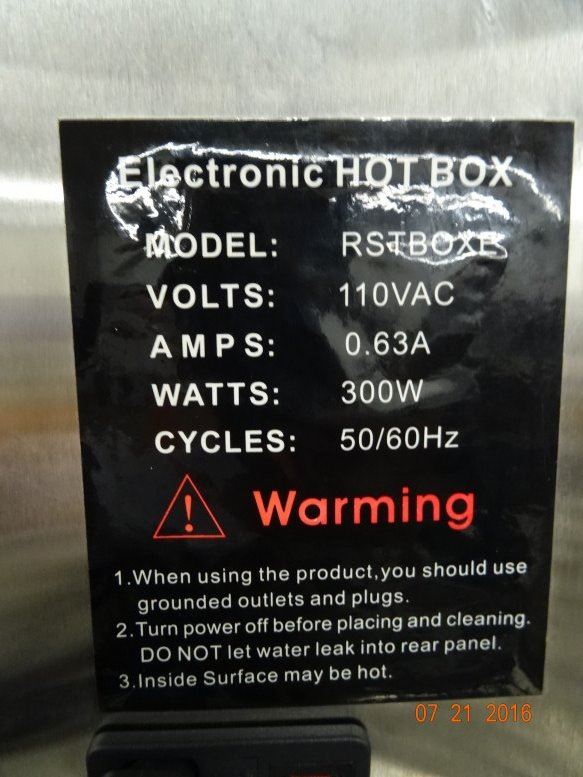 Electronic HOT BOX
MODEL: RSTBOXE
VOLTS: 110VAC
AMPS: 0.63A
WATTS: 300W
CYCLES: 50/60Hz
! Warming
1.When using the product,you should use
grounded outlets and plugs.
2.Turn power off before placing and cleaning.
DO NOT let water leak into rear panel.
3.Inside Surface may be hot.
07 21 2016